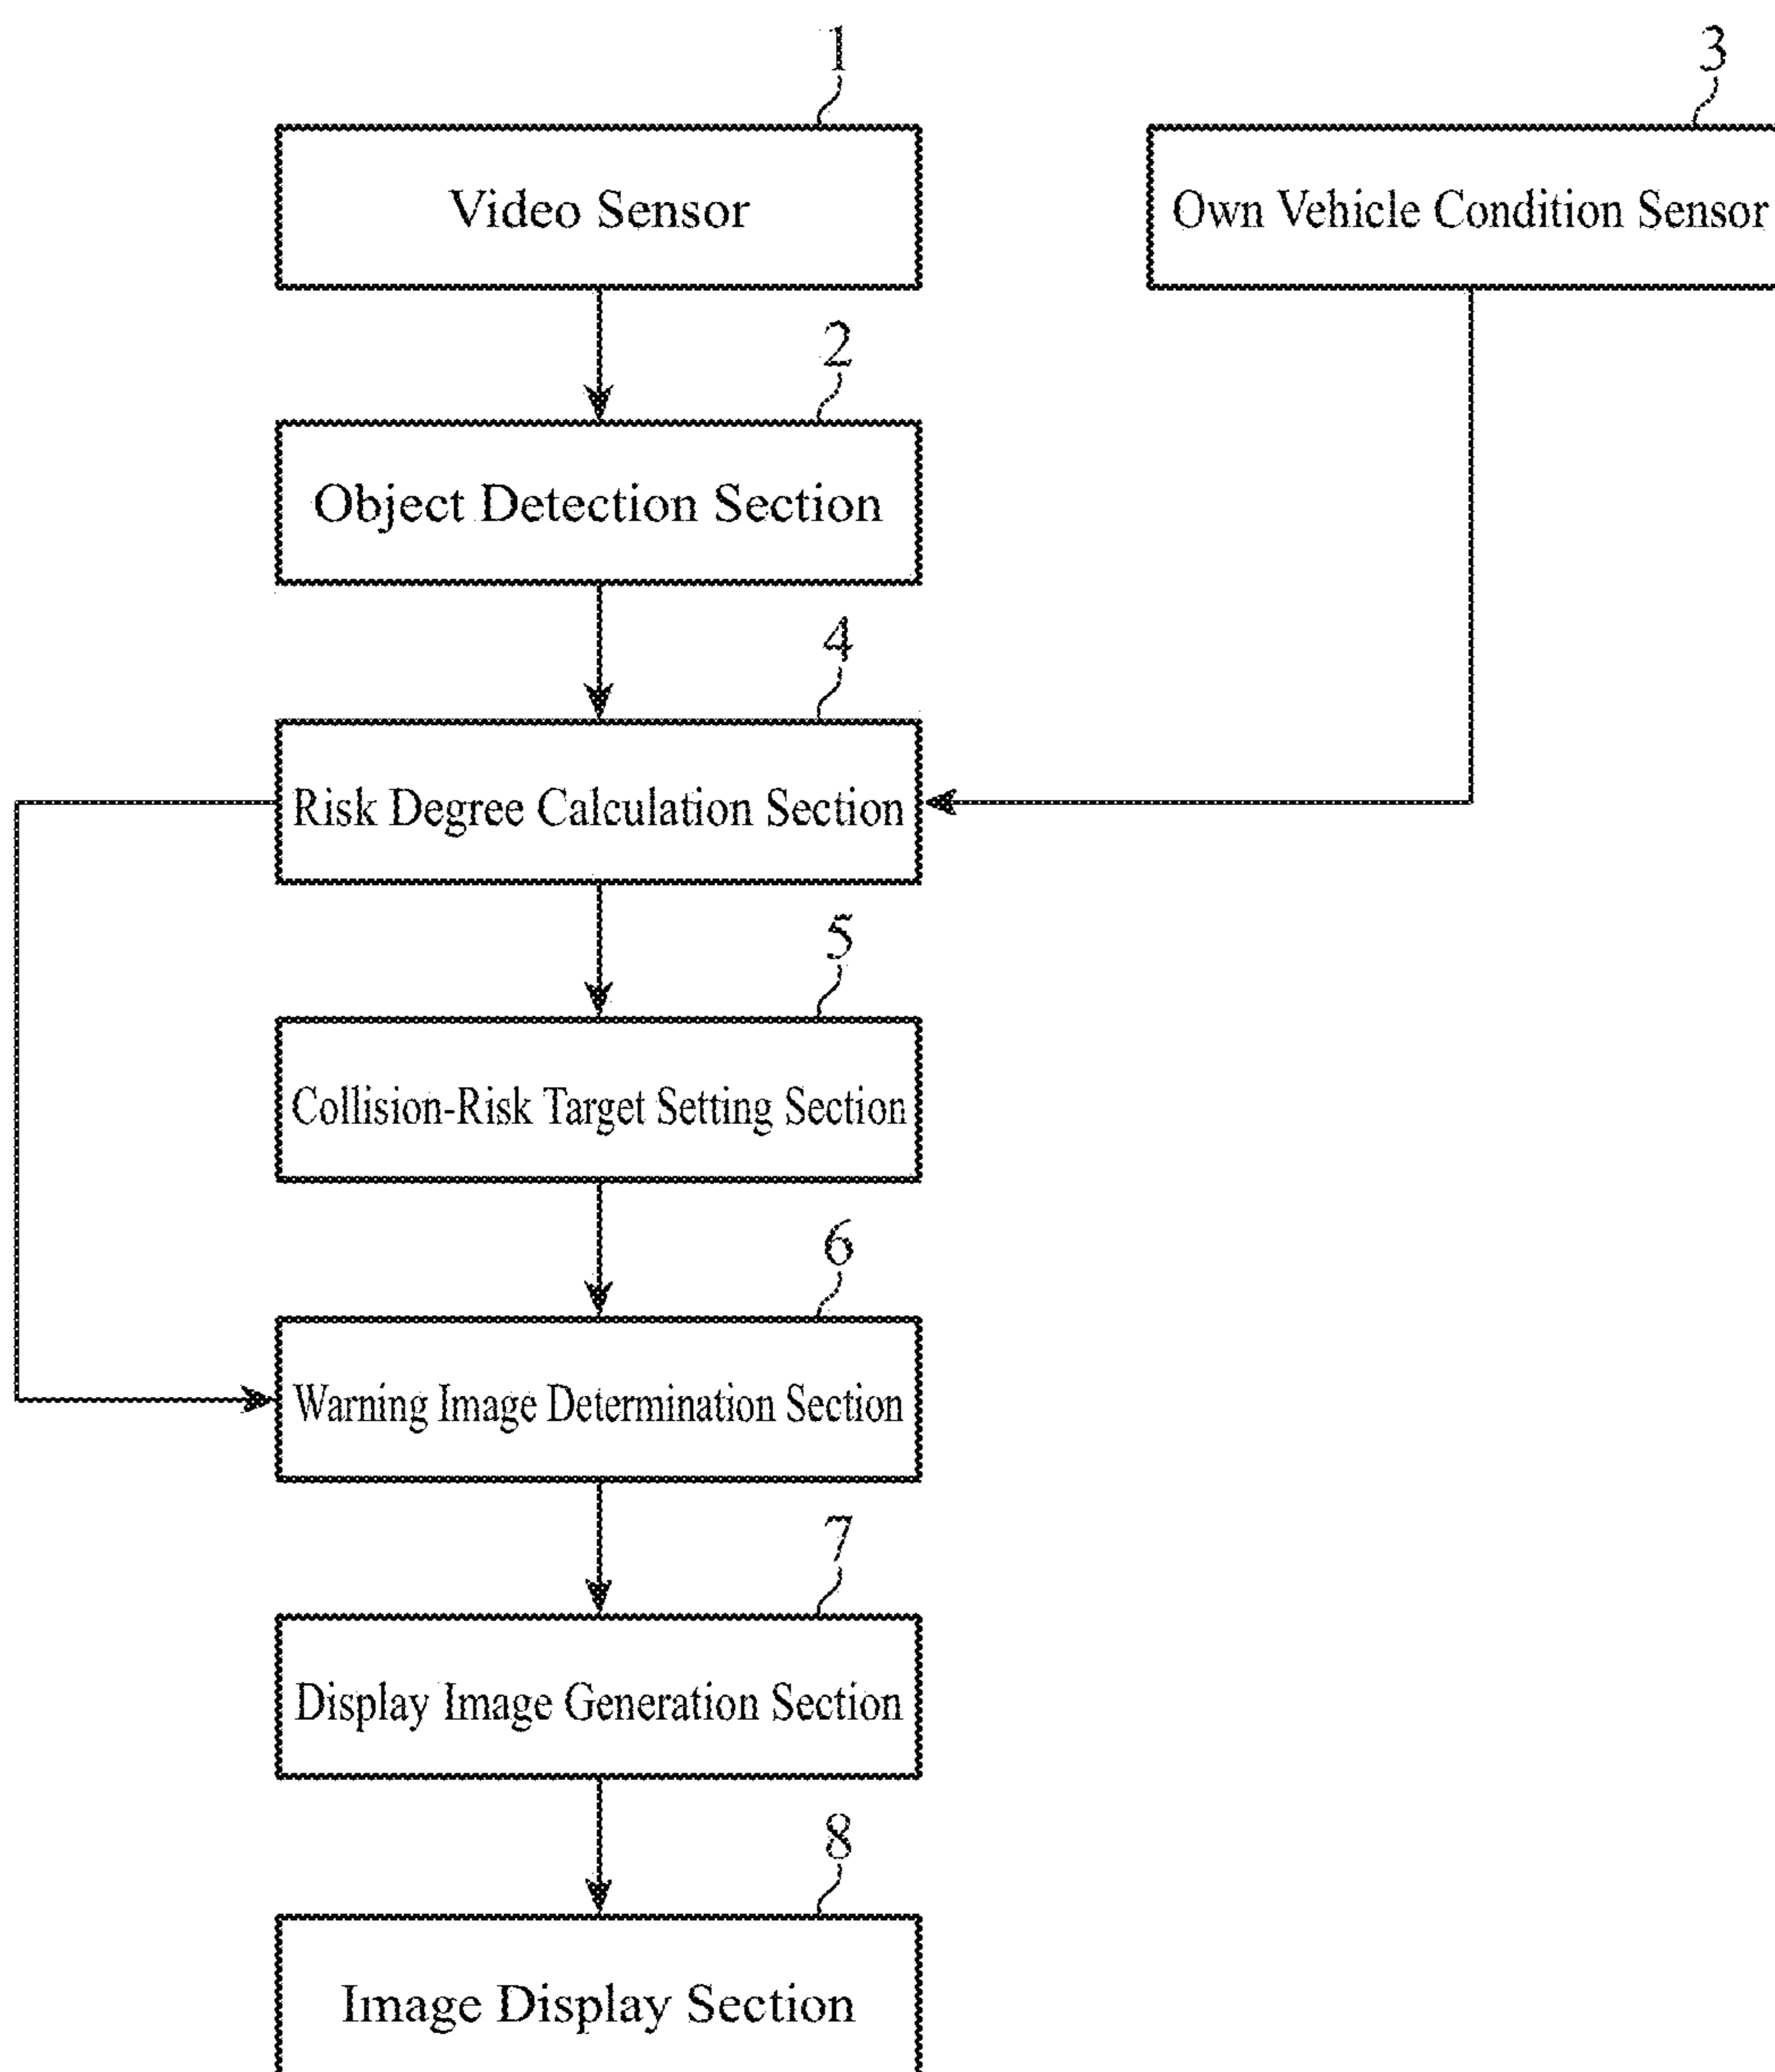 1
3
Video Sensor
Own Vehicle Condition Sensor
2
Object Detection Section
4
Risk Degree Calculation Section
5
Collision-Risk Target Setting Section
6
Warning Image Determination Section
7
Display Image Generation Section
8
Image Display Section